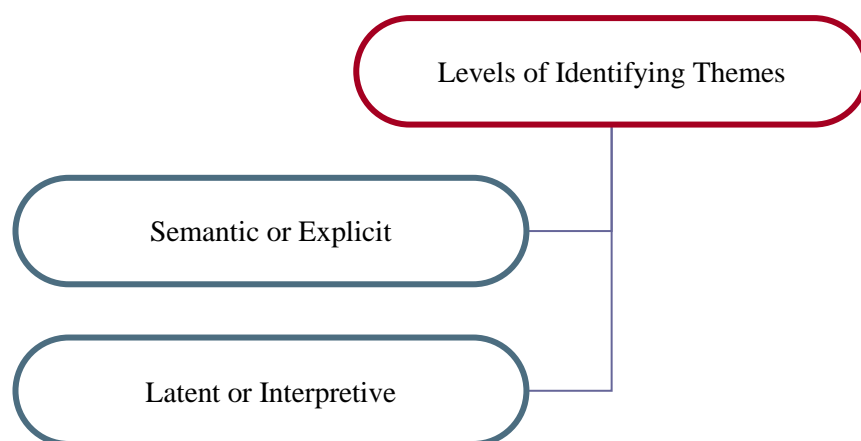 Levels of Identifying Themes
Semantic or Explicit
Latent or Interpretive